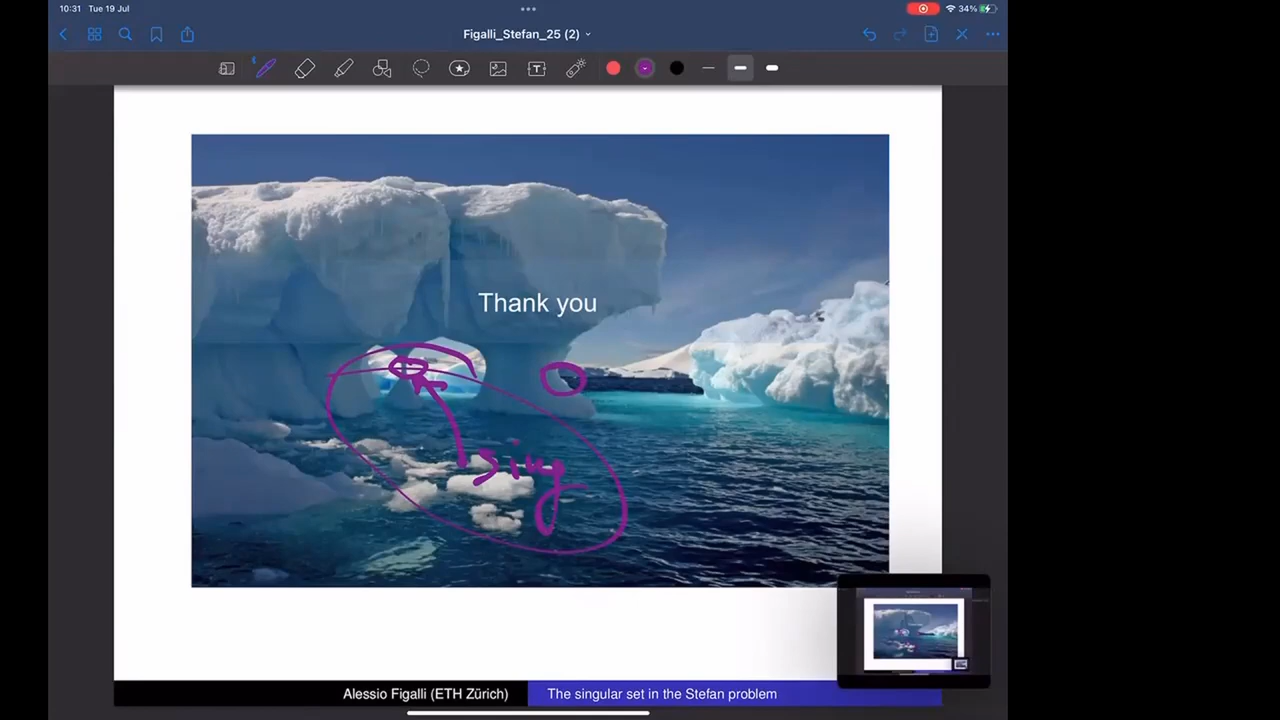 10:31 Tue 19 Jul
34%
Figalli_Stefan_25 (2)
T
Thank you
sing
Alessio Figalli (ETH Zürich)
The singular set in the Stefan problem